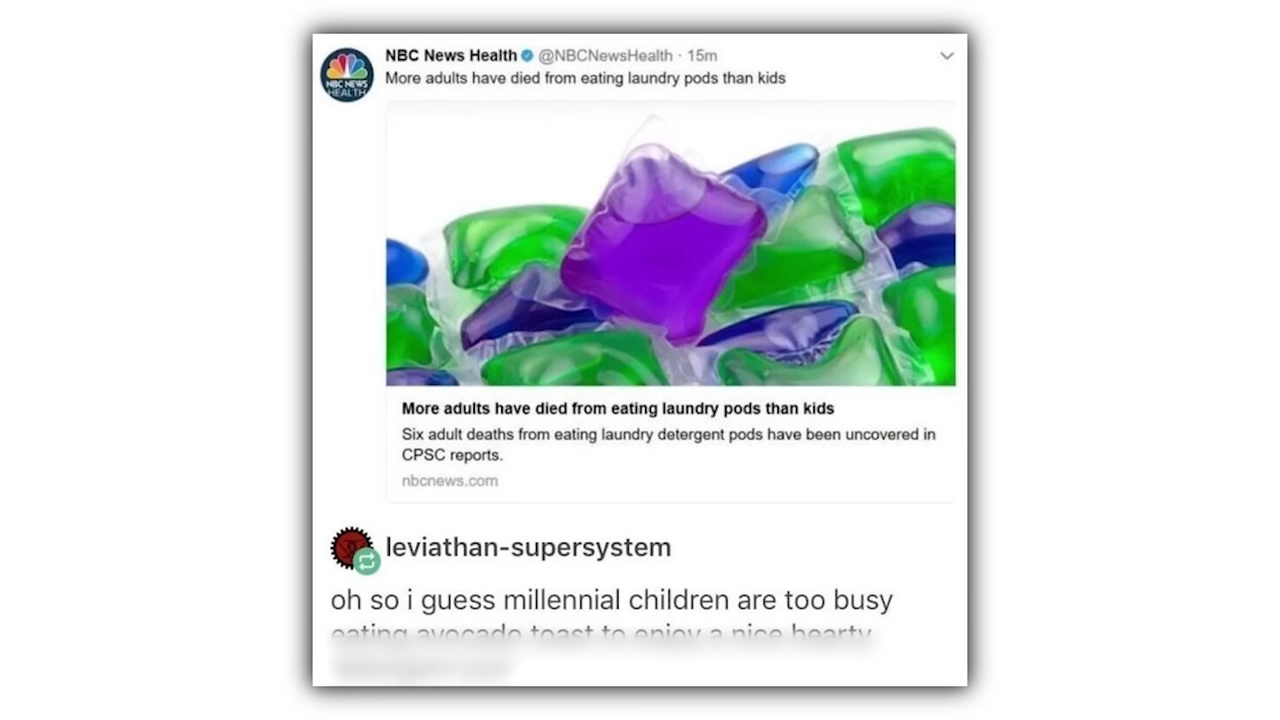 NBC News Health @NBCNewsHealth · 15m
More adults have died from eating laundry pods than kids
NBC NEWS
HEALTH
More adults have died from eating laundry pods than kids
Six adult deaths from eating laundry detergent pods have been uncovered in
CPSC reports.
nbcnews.com
leviathan-supersystem
oh so i guess millennial children are too busy
eating avocado toast to enjoy a nice hearty